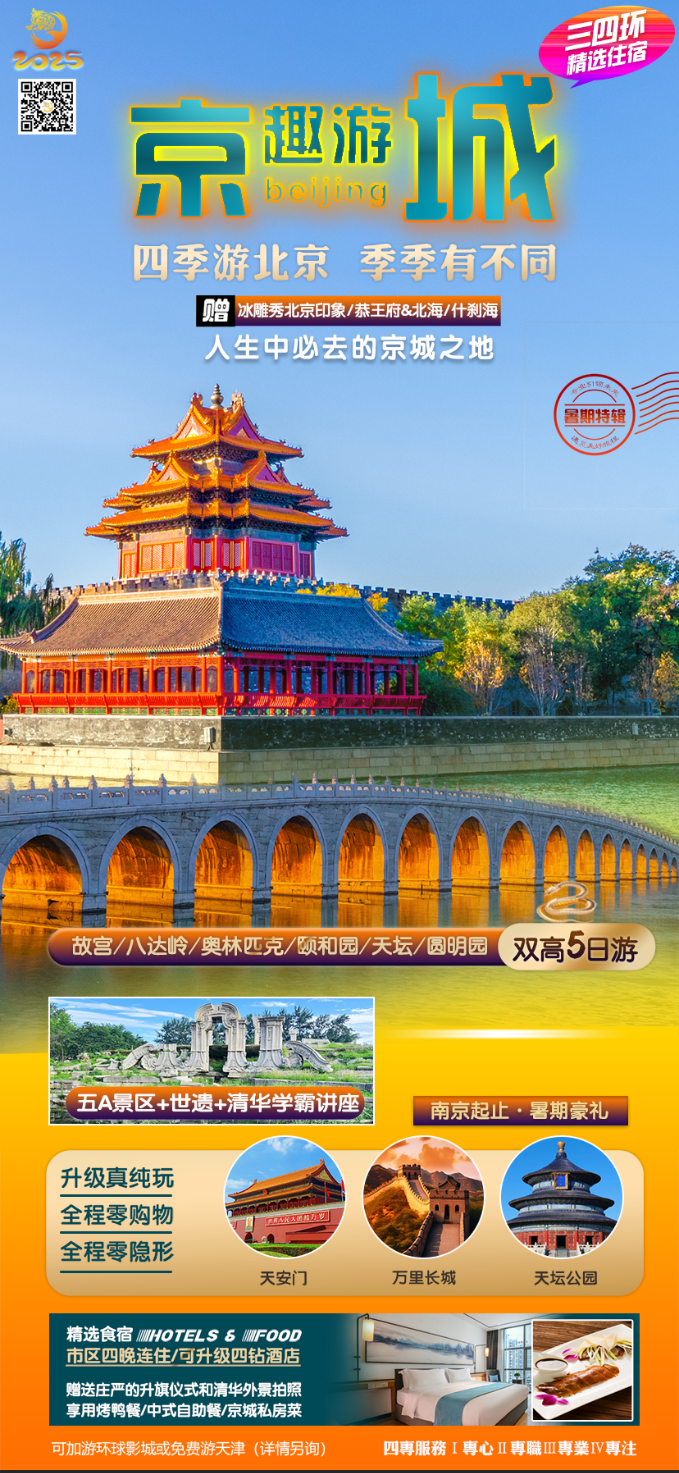 2025
三四环
精选住宿
京趣游城
beijing
四季游北京 季季有不同
赠 冰雕秀北京印象/恭王府&北海/什刹海
人生中必去的京城之地
暑期特辑
故宫/八达岭/奥林匹克/颐和园/天坛/圆明园 双高5日游
五A景区+世遗+清华学霸讲座
南京起止·暑期豪礼
升级真纯玩
全程零购物
全程零隐形
天安门
万里长城
天坛公园
精选食宿 HOTELS & FOOD
市区四晚连住/可升级四钻酒店
赠送庄严的升旗仪式和清华外景拍照
享用烤鸭餐/中式自助餐/京城私房菜
可加游环球影城或免费游天津（详情另询）
四專服務Ⅰ專心Ⅱ專職Ⅲ專業Ⅳ專注